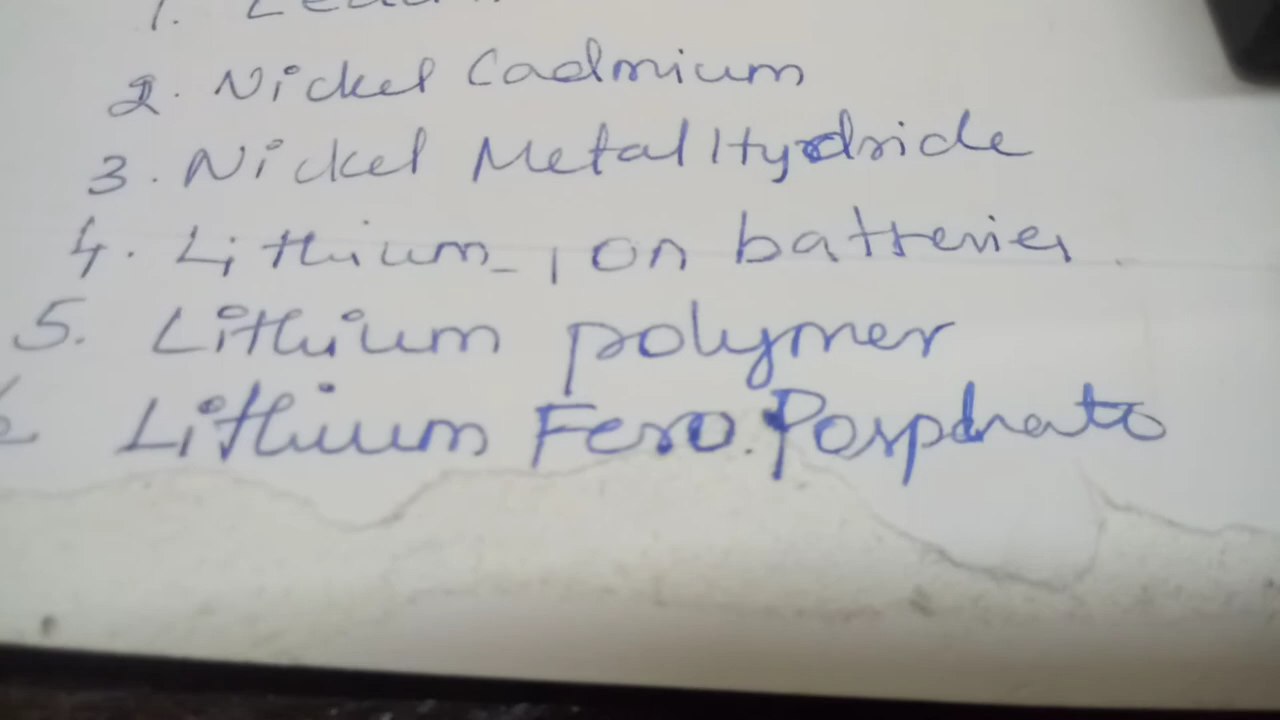 2. Nickel Cadmium
3. Nickel Metal Hydride
4. Lithium - ion batteries
5. Lithium polymer
Lithium Fero. Posphato